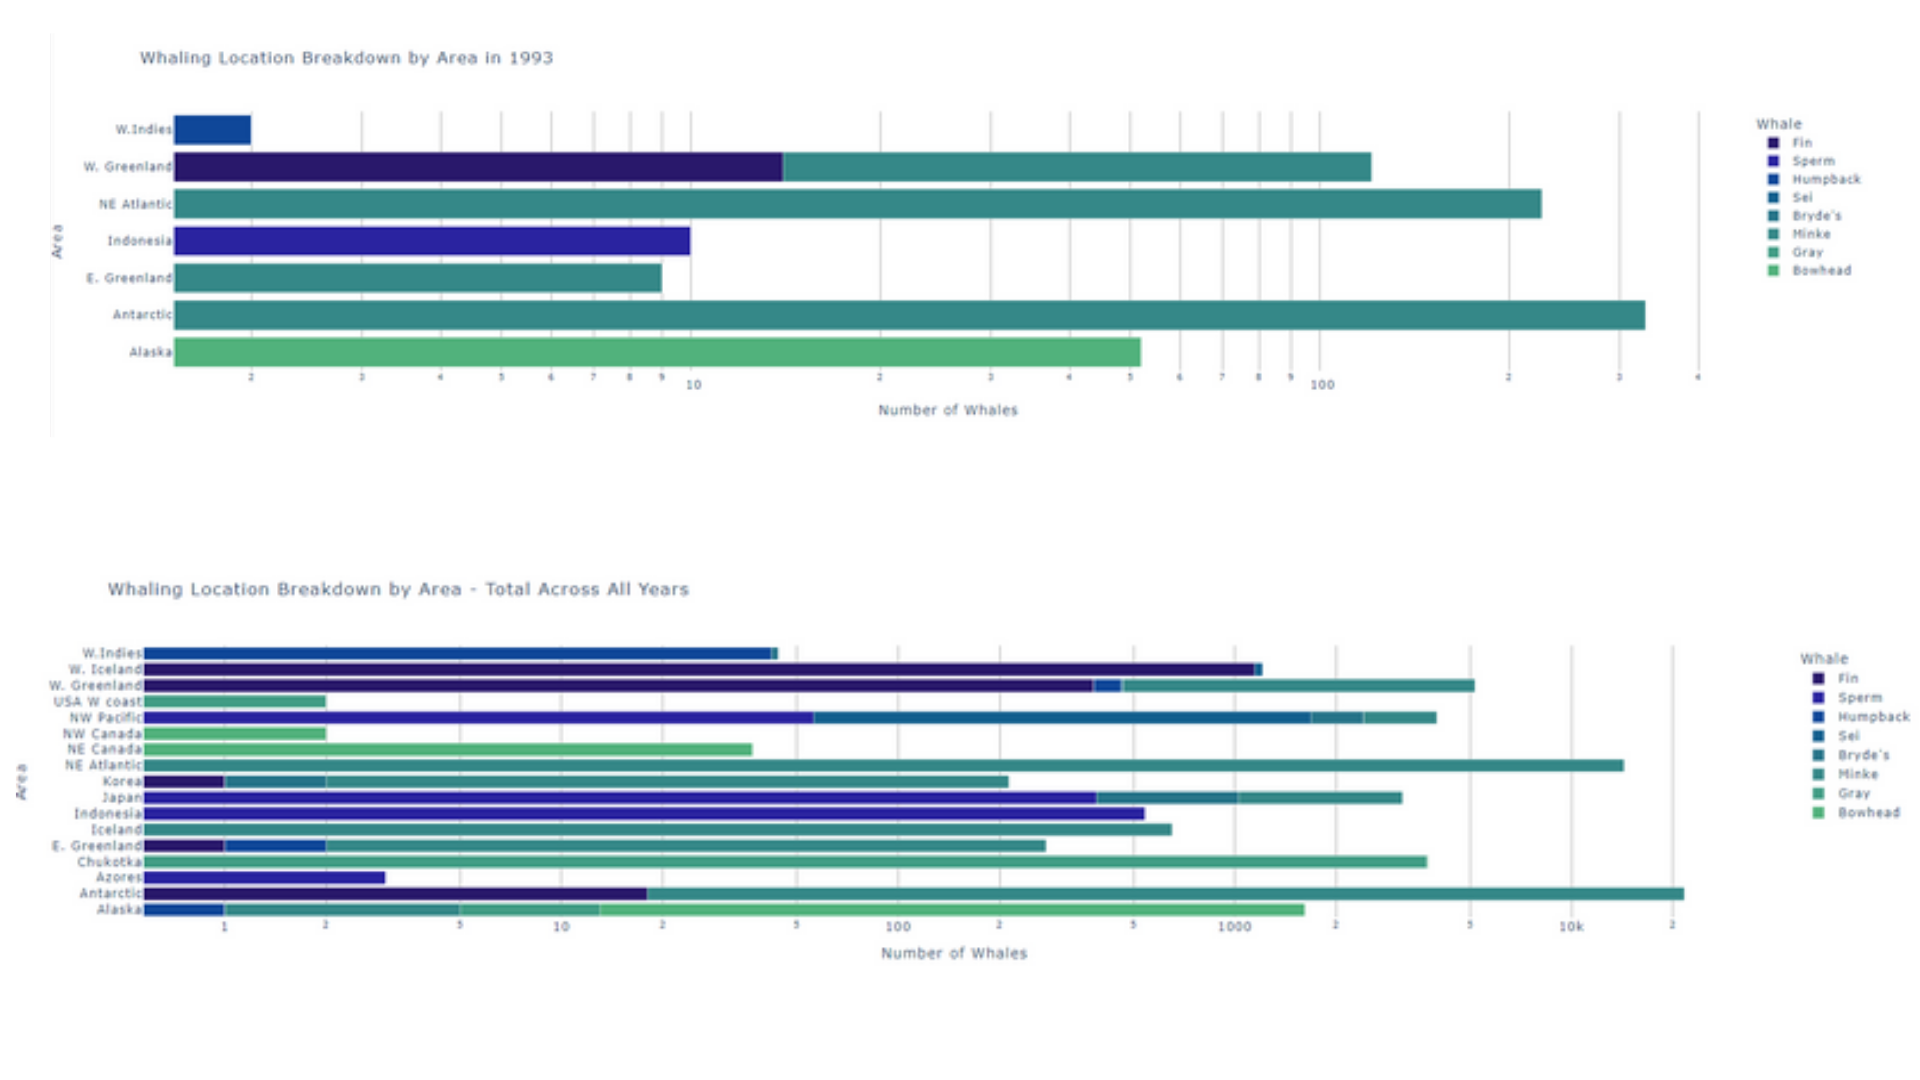 Whaling Location Breakdown by Area in 1993
Whale
Fin
Sperm
Humpback
Sei
Bryde's
Minke
Gray
Bowhead
Area
W.Indies
W. Greenland
NE Atlantic
Indonesia
E. Greenland
Antarctic
Alaska
2 3 4 5 6 7 8 9 10 2 3 4 5 6 7 8 9 100 2 3 4
Number of Whales
Whaling Location Breakdown by Area - Total Across All Years
Whale
Fin
Sperm
Humpback
Sei
Bryde's
Minke
Gray
Bowhead
Area
W.Indies
W. Iceland
W. Greenland
USA W coast
NW Pacific
NW Canada
NE Canada
NE Atlantic
Korea
Japan
Indonesia
Iceland
E. Greenland
Chukotka
Azores
Antarctic
Alaska
1 2 5 10 2 5 100 2 5 1000 2 5 10k 2
Number of Whales